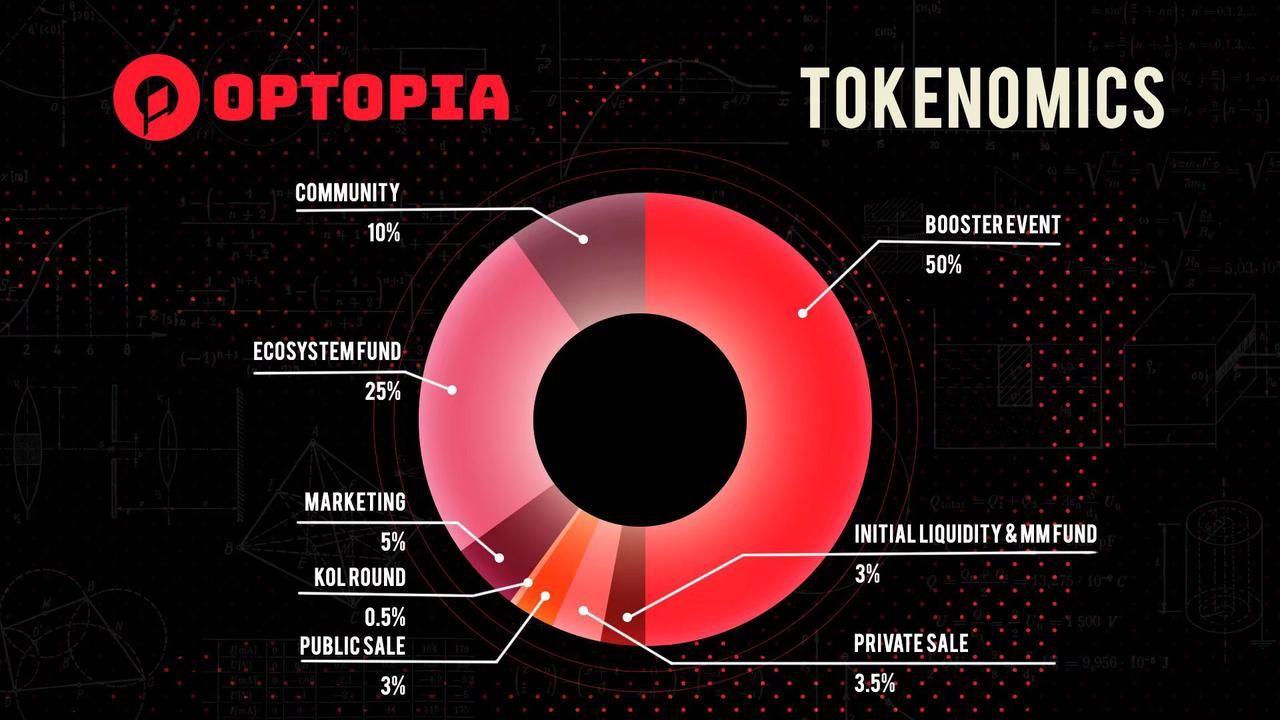 OPTOPIA
TOKENOMICS
COMMUNITY
10%
BOOSTER EVENT
50%
ECOSYSTEM FUND
25%
MARKETING
5%
INITIAL LIQUIDITY & MM FUND
3%
KOL ROUND
0.5%
PUBLIC SALE
3%
PRIVATE SALE
3.5%